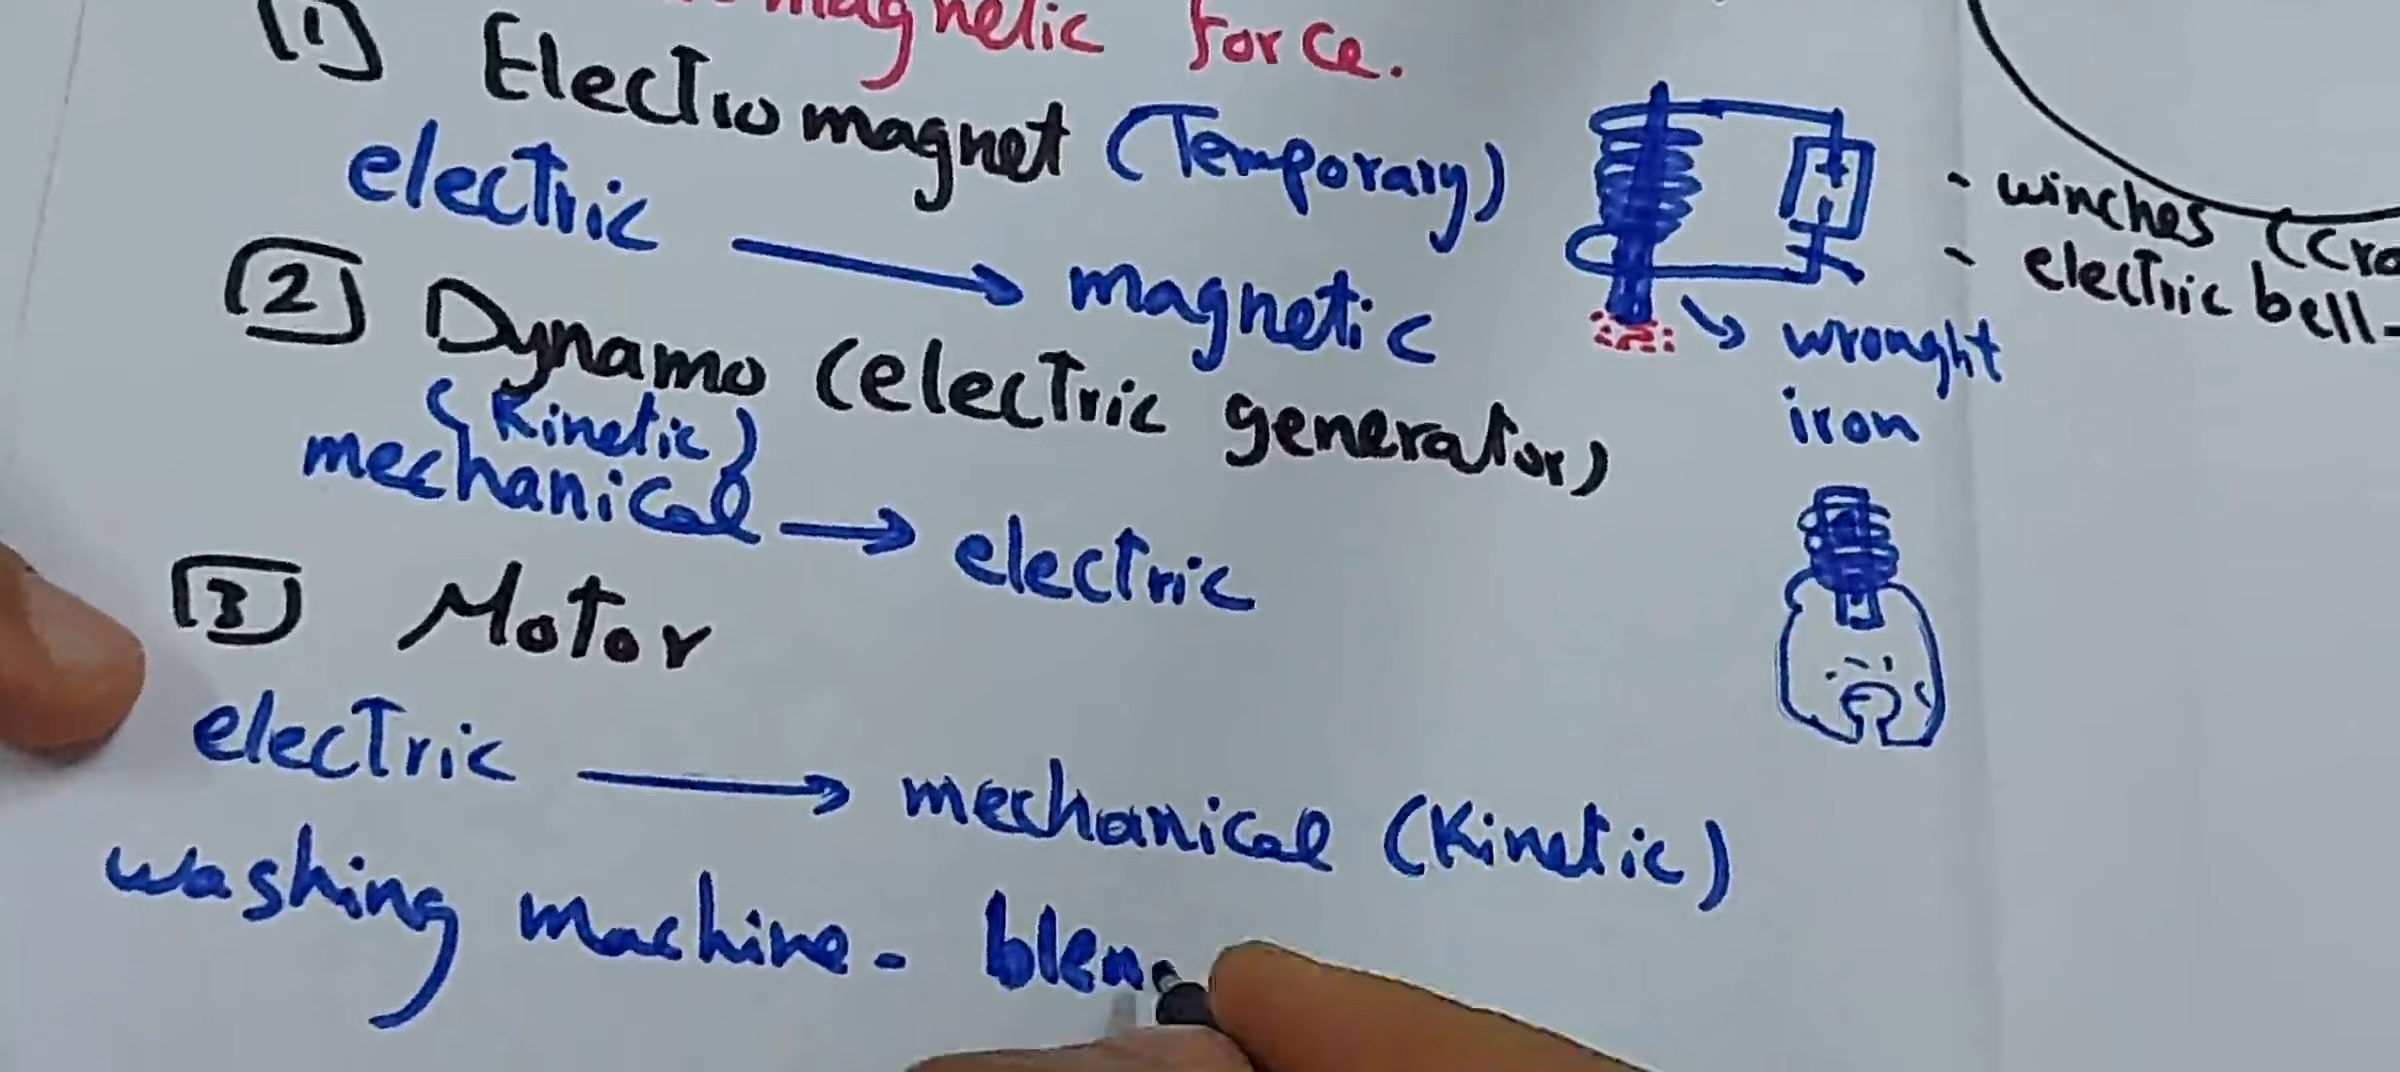 magnetic Force.
[1] Electromagnet (Temporary)
electric → magnetic
- winches
- electric bell -
wrought
iron
[2] Dynamo (electric generator)
(Kinetic)
mechanical → electric
[3] Motor
electric → mechanical (Kinetic)
washing machine - blen